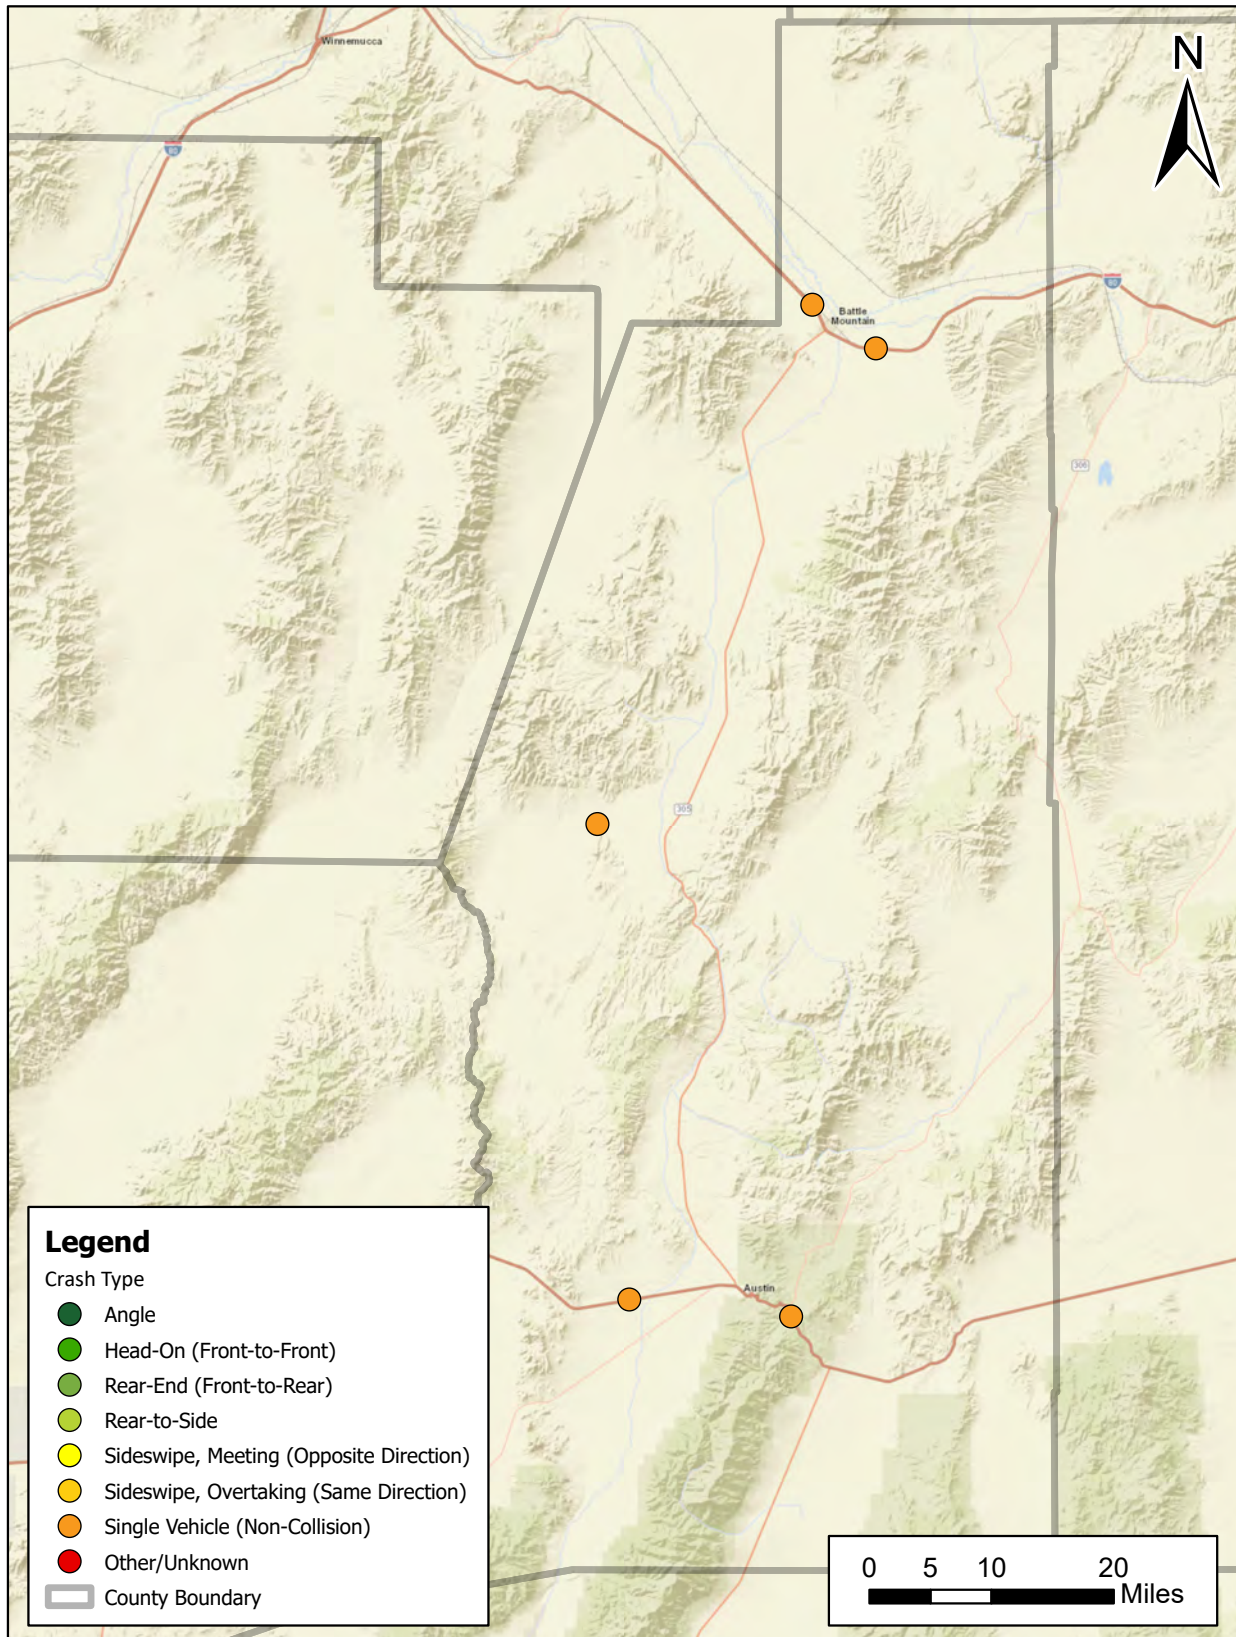 Winnemucca
N
80
80
Battle
Mountain
306
305
Austin
Legend
Crash Type
Angle
Head-On (Front-to-Front)
Rear-End (Front-to-Rear)
Rear-to-Side
Sideswipe, Meeting (Opposite Direction)
Sideswipe, Overtaking (Same Direction)
Single Vehicle (Non-Collision)
Other/Unknown
County Boundary
0 5 10 20
Miles